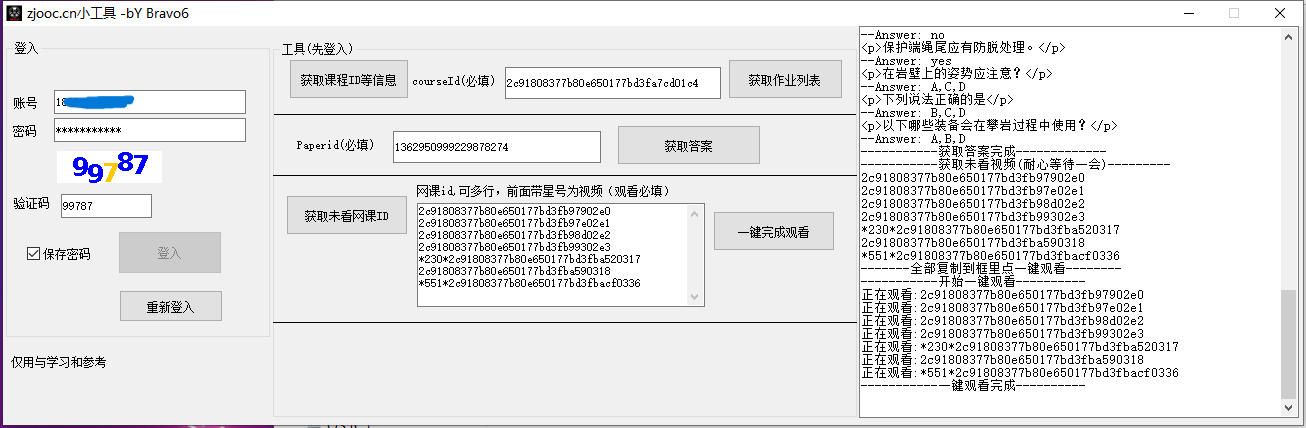 zjooc.cn小工具 -bY Bravo6
登入
账号
18
密码
***********
99787
验证码
99787
保存密码
登入
重新登入
仅用与学习和参考
工具(先登入)
获取课程ID等信息
courseId(必填)
2c91808377b80e650177bd3fa7cd01c4
获取作业列表
Paperid(必填)
1362950999229878274
获取答案
网课id,可多行，前面带星号为视频（观看必填）
获取未看网课ID
2c91808377b80e650177bd3fb97902e0
2c91808377b80e650177bd3fb97e02e1
2c91808377b80e650177bd3fb98d02e2
2c91808377b80e650177bd3fb99302e3
*230*2c91808377b80e650177bd3fba520317
2c91808377b80e650177bd3fba590318
*551*2c91808377b80e650177bd3fbacf0336
一键完成观看
--Answer: no
<p>保护端绳尾应有防脱处理。</p>
--Answer: yes
<p>在岩壁上的姿势应注意？</p>
--Answer: A,C,D
<p>下列说法正确的是</p>
--Answer: B,C,D
<p>以下哪些装备会在攀岩过程中使用？</p>
--Answer: A,B,D
-----------获取答案完成-------------
-----------获取未看视频(耐心等待一会)---------
2c91808377b80e650177bd3fb97902e0
2c91808377b80e650177bd3fb97e02e1
2c91808377b80e650177bd3fb98d02e2
2c91808377b80e650177bd3fb99302e3
*230*2c91808377b80e650177bd3fba520317
2c91808377b80e650177bd3fba590318
*551*2c91808377b80e650177bd3fbacf0336
-------全部复制到框里点一键观看--------
-----------开始一键观看----------
正在观看:2c91808377b80e650177bd3fb97902e0
正在观看:2c91808377b80e650177bd3fb97e02e1
正在观看:2c91808377b80e650177bd3fb98d02e2
正在观看:2c91808377b80e650177bd3fb99302e3
正在观看:*230*2c91808377b80e650177bd3fba520317
正在观看:2c91808377b80e650177bd3fba590318
正在观看:*551*2c91808377b80e650177bd3fbacf0336
------------一键观看完成----------